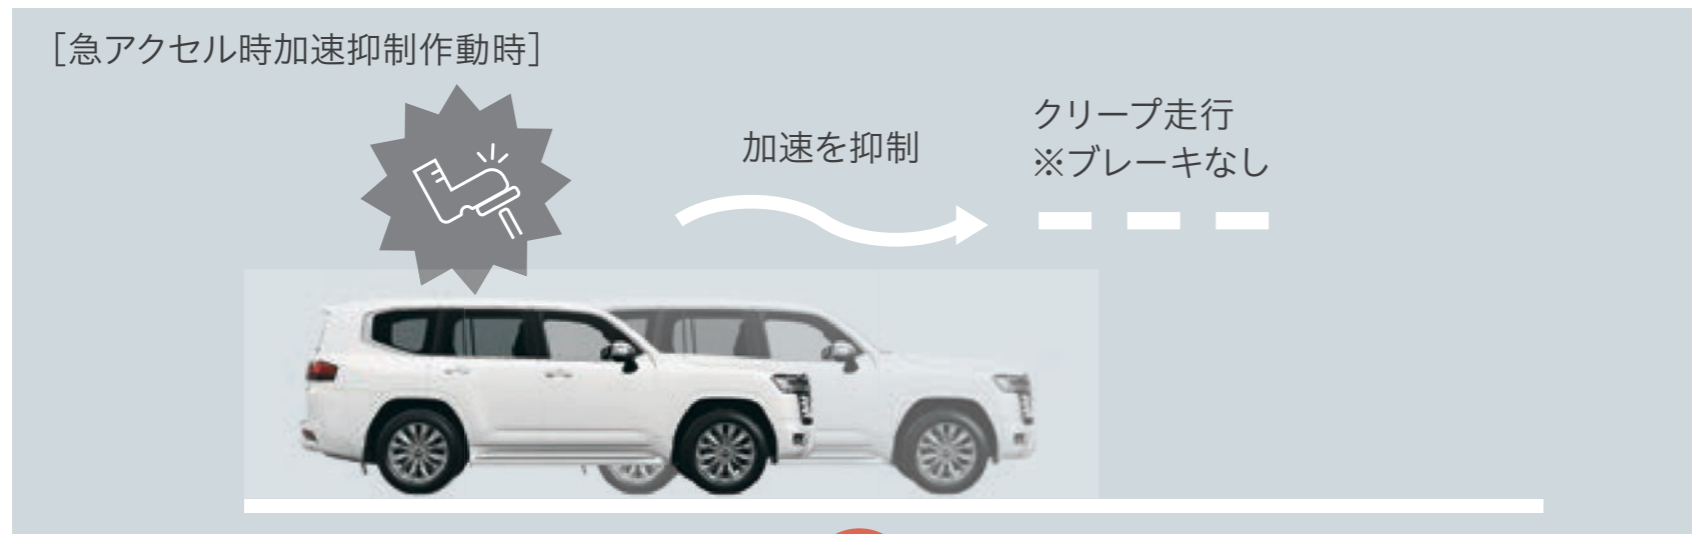 ［急アクセル時加速抑制作動時］
加速を抑制
クリープ走行
※ブレーキなし